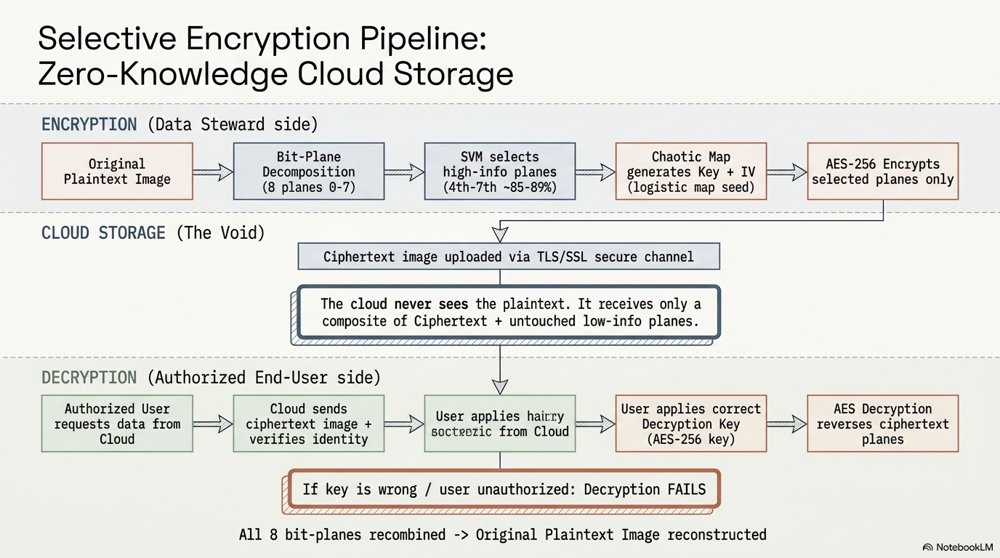 Selective Encryption Pipeline:
Zero-Knowledge Cloud Storage
ENCRYPTION (Data Steward side)
Original
Plaintext Image
Bit-Plane
Decomposition
(8 planes 0-7)
SVM selects
high-info planes
(4th-7th ~85-89%)
Chaotic Map
generates Key + IV
(logistic map seed)
AES-256 Encrypts
selected planes only
CLOUD STORAGE (The Void)
Ciphertext image uploaded via TLS/SSL secure channel
The cloud never sees the plaintext. It receives only a
composite of Ciphertext + untouched low-info planes.
DECRYPTION (Authorized End-User side)
Authorized User
requests data from
Cloud
Cloud sends
ciphertext image +
verifies identity
User applies
from Cloud
User applies correct
Decryption Key
(AES-256 key)
AES Decryption
reverses ciphertext
planes
If key is wrong / user unauthorized: Decryption FAILS
All 8 bit-planes recombined -> Original Plaintext Image reconstructed
NotebookLM